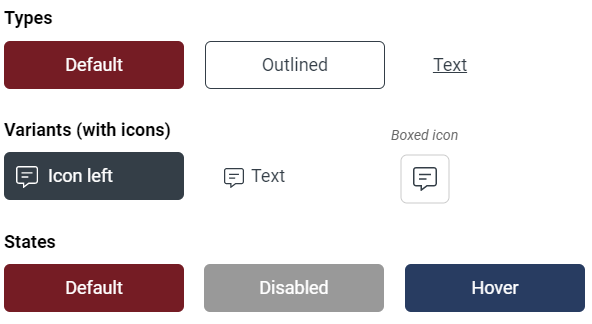 Types
Default
Outlined
Text
Variants (with icons)
Boxed icon
Icon left
Text
States
Default
Disabled
Hover